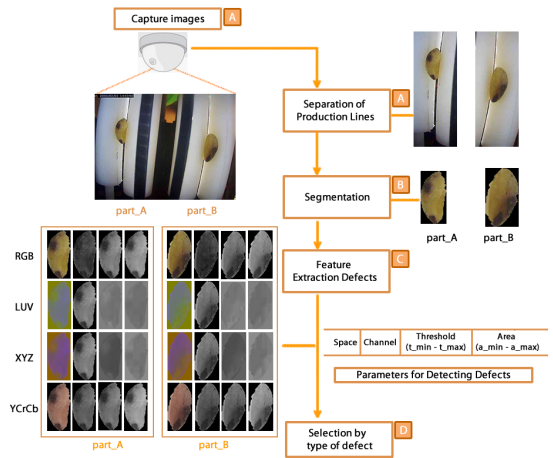 Capture images
A
Separation of
Production Lines
A
part_A
part_B
Segmentation
B
part_A
part_B
Feature
Extraction Defects
C
RGB
LUV
XYZ
YCrCb
part_A
part_B
Space
Channel
Threshold
(t_min - t_max)
Area
(a_min - a_max)
Parameters for Detecting Defects
Selection by
type of defect
D